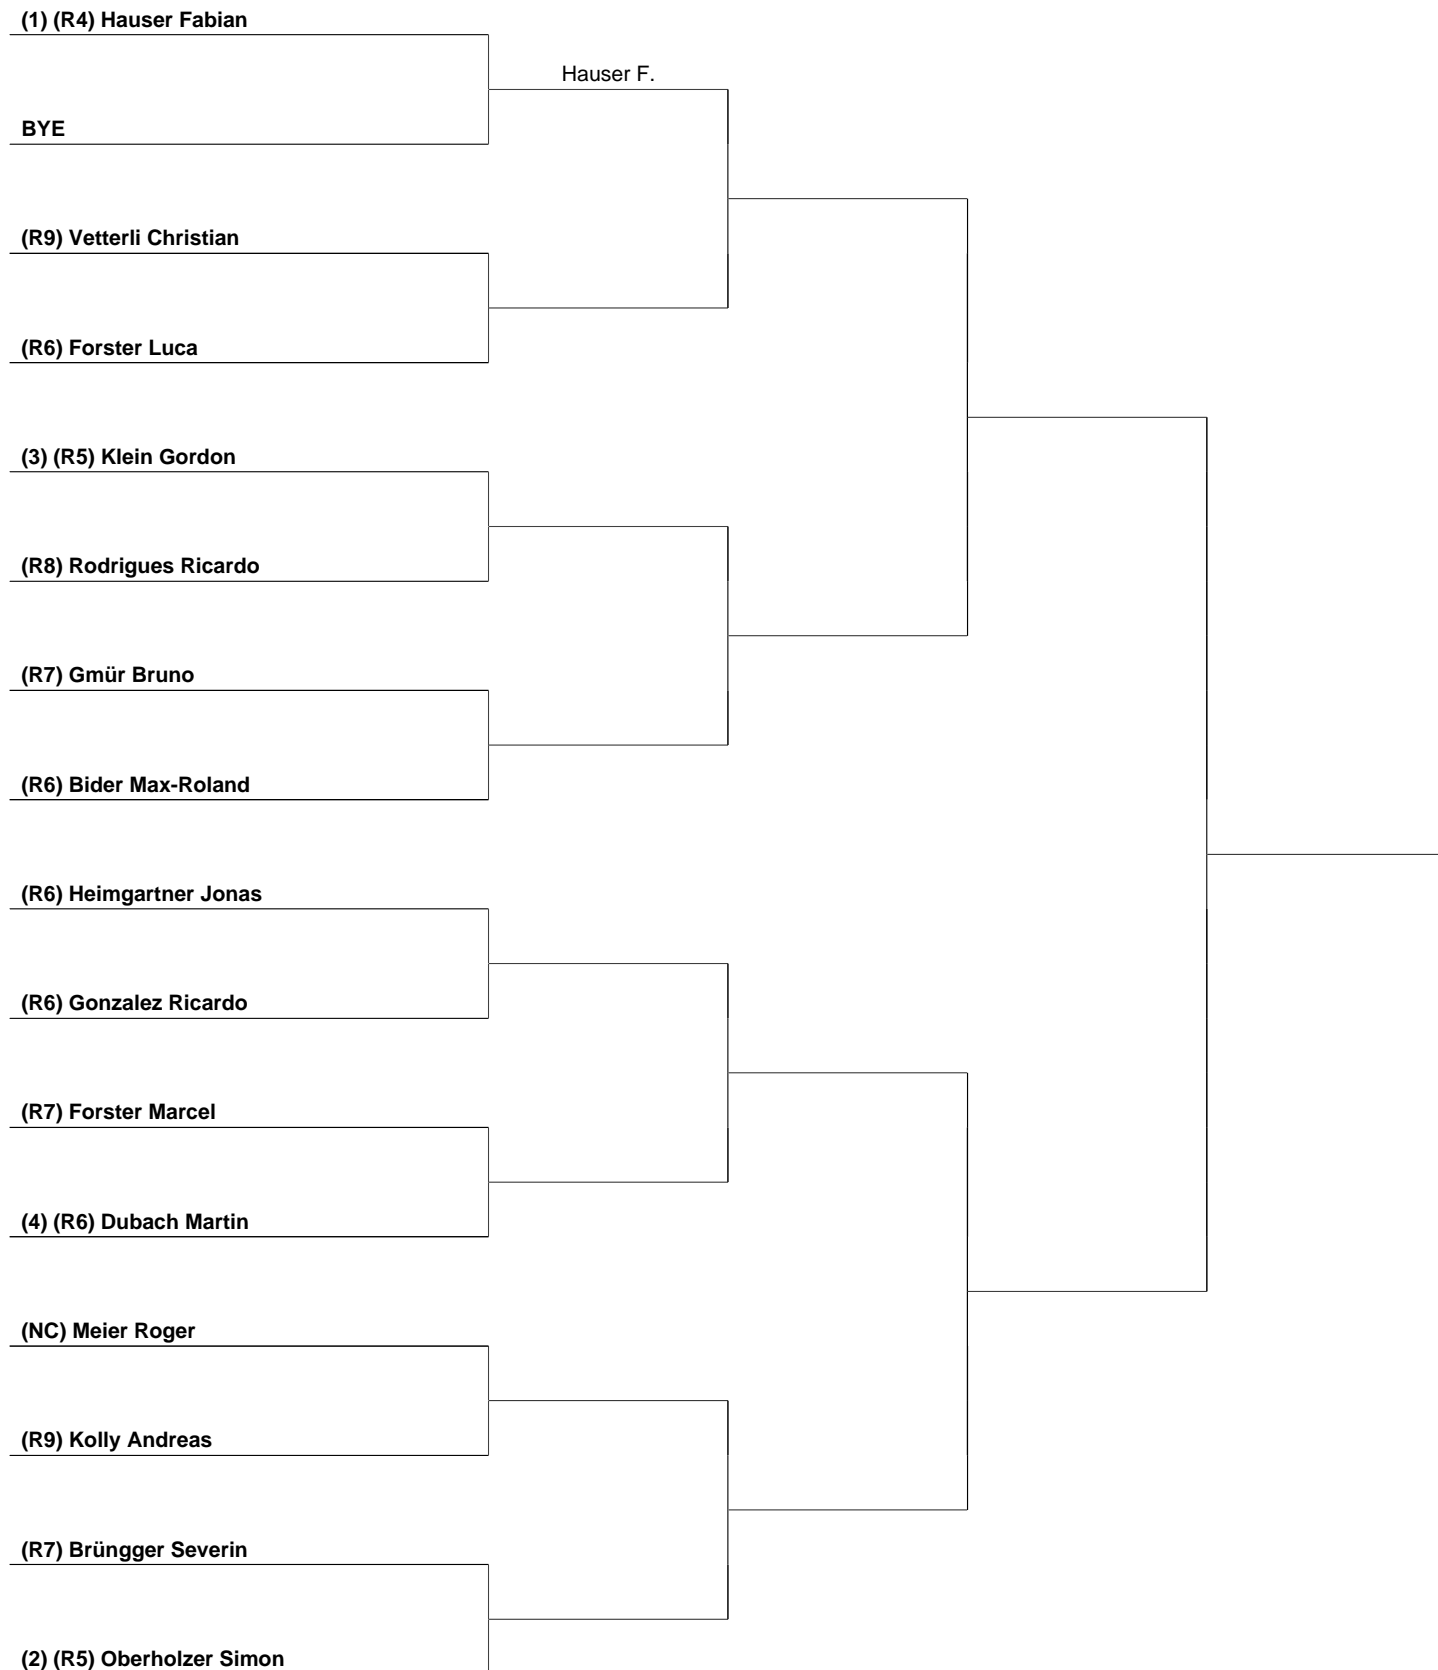 (1) (R4) Hauser Fabian
Hauser F.
BYE
(R9) Vetterli Christian
(R6) Forster Luca
(3) (R5) Klein Gordon
(R8) Rodrigues Ricardo
(R7) Gmür Bruno
(R6) Bider Max-Roland
(R6) Heimgartner Jonas
(R6) Gonzalez Ricardo
(R7) Forster Marcel
(4) (R6) Dubach Martin
(NC) Meier Roger
(R9) Kolly Andreas
(R7) Brüngger Severin
(2) (R5) Oberholzer Simon